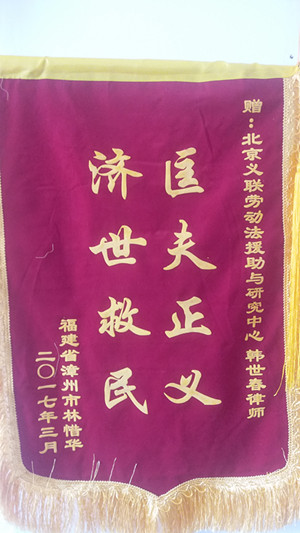 赠：北京义联劳动法援助与研究中心 韩世春律师
匡夫正义
济世救民
福建省漳州市林惜华
二〇一七年三月